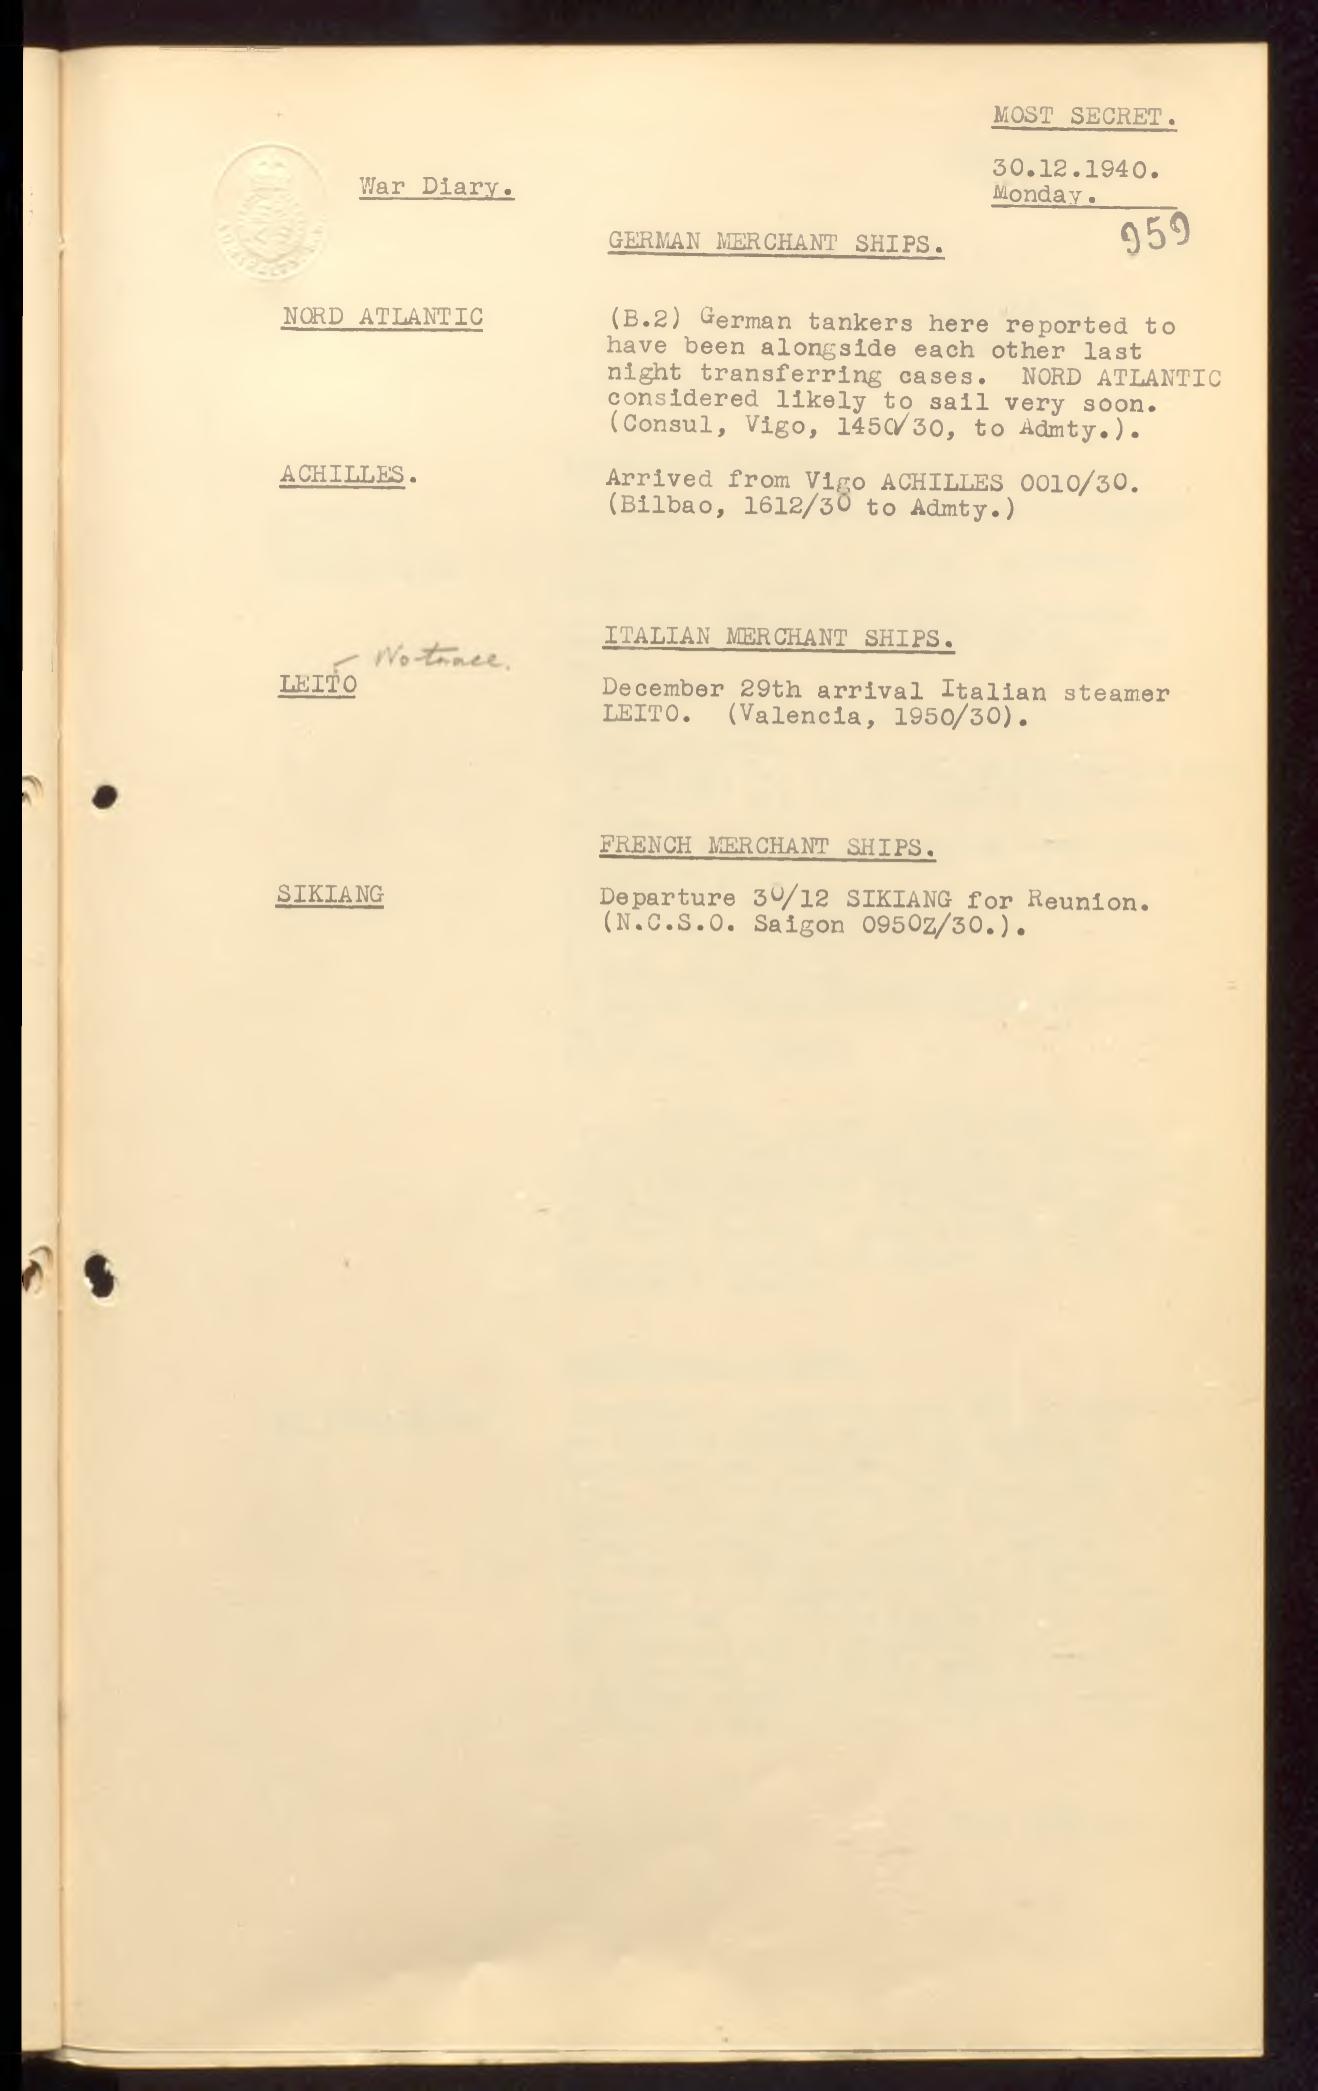 MOST SECRET.
30.12.1940.
War Diary.
Monday.
959
GERMAN MERCHANT SHIPS.
NORD ATLANTIC
(B.2) German tankers here reported to
have been alongside each other last
night transferring cases. NORD ATLANTIC
considered likely to sail very soon.
(Consul, Vigo, 1450/30, to Admty.).
ACHILLES.
Arrived from Vigo ACHILLES 0010/30.
(Bilbao, 1612/30 to Admty.)
ITALIAN MERCHANT SHIPS.
No trace.
LEITO
December 29th arrival Italian steamer
LEITO. (Valencia, 1950/30).
FRENCH MERCHANT SHIPS.
SIKIANG
Departure 30/12 SIKIANG for Reunion.
(N.C.S.O. Saigon 0950Z/30.).